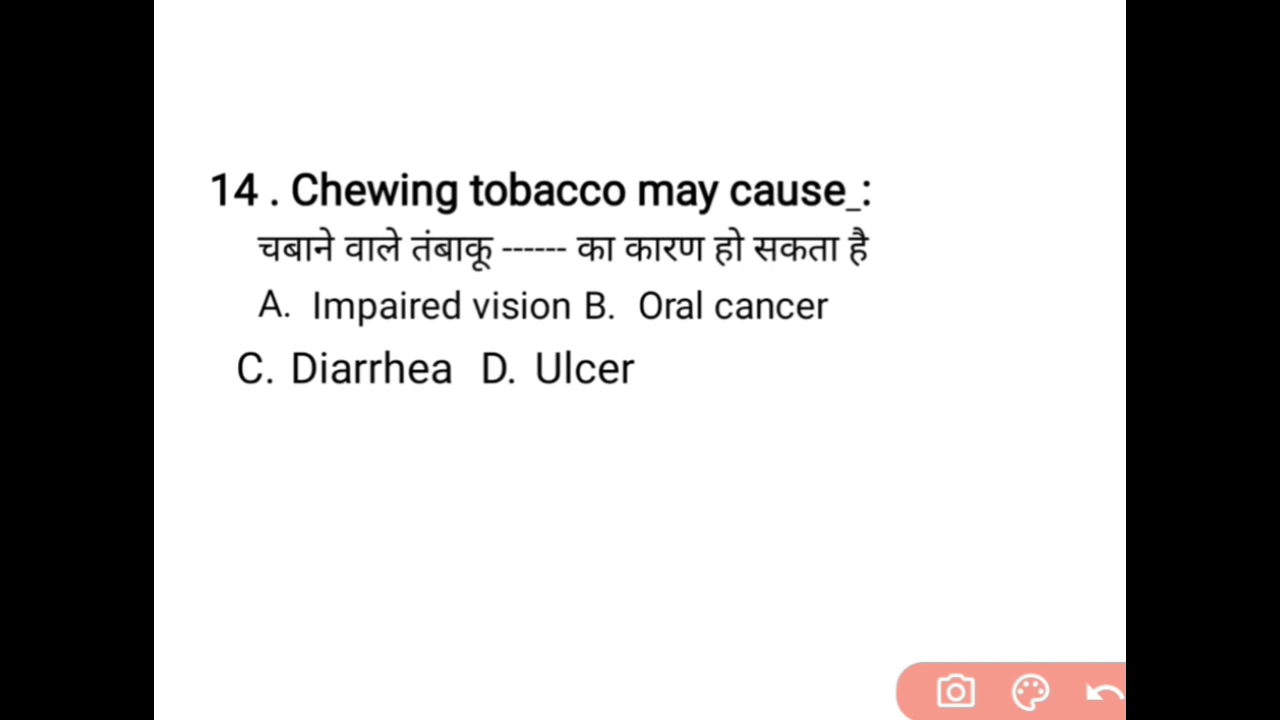 14 . Chewing tobacco may cause_:
चबाने वाले तंबाकू ------ का कारण हो सकता है
A. Impaired vision B. Oral cancer
C. Diarrhea D. Ulcer